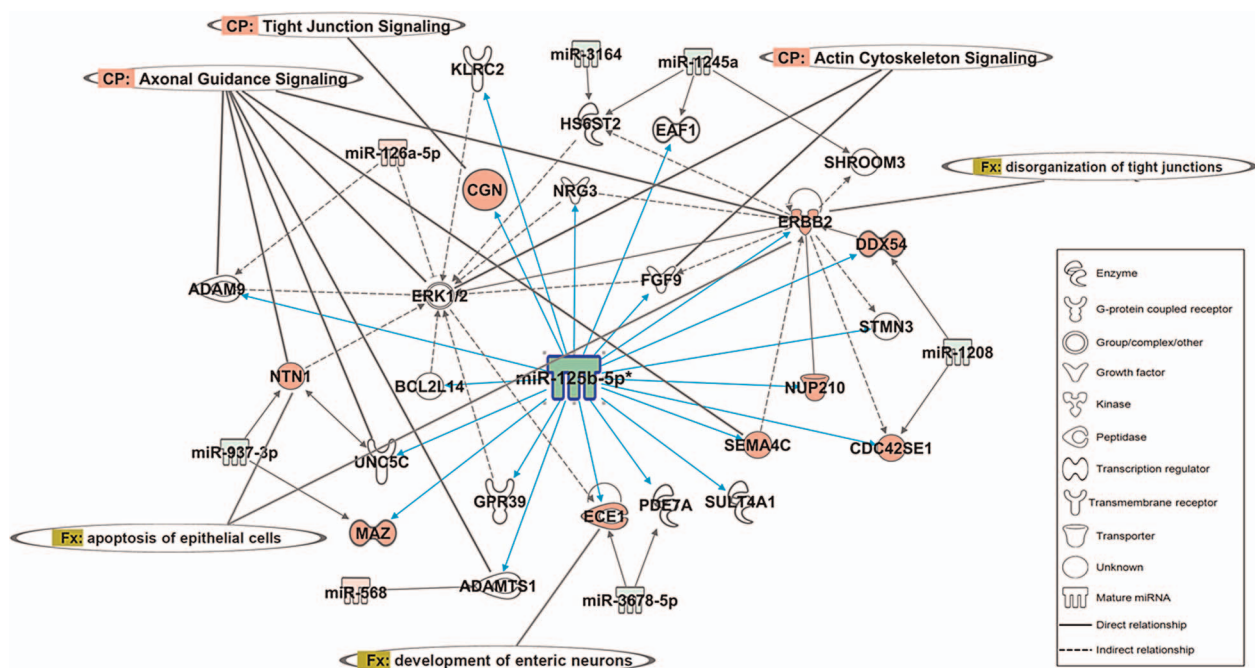 CP: Tight Junction Signaling
CP: Axonal Guidance Signaling
CP: Actin Cytoskeleton Signaling
KLRC2
miR-3164
miR-1245a
HS6ST2
EAF1
miR-126a-5p
SHROOM3
Fx: disorganization of tight junctions
CGN
NRG3
ERBB2
DDX54
ADAM9
ERK1/2
FGF9
STMN3
miR-1208
NTN1
BCL2L14
miR-125b-5p*
NUP210
miR-937-3p
UNC5C
SEMA4C
CDC42SE1
GPR39
ECE1
PDE7A
SULT4A1
Fx: apoptosis of epithelial cells
MAZ
miR-568
ADAMTS1
miR-3678-5p
Fx: development of enteric neurons
Enzyme
G-protein coupled receptor
Group/complex/other
Growth factor
Kinase
Peptidase
Transcription regulator
Transmembrane receptor
Transporter
Unknown
Mature miRNA
Direct relationship
Indirect relationship